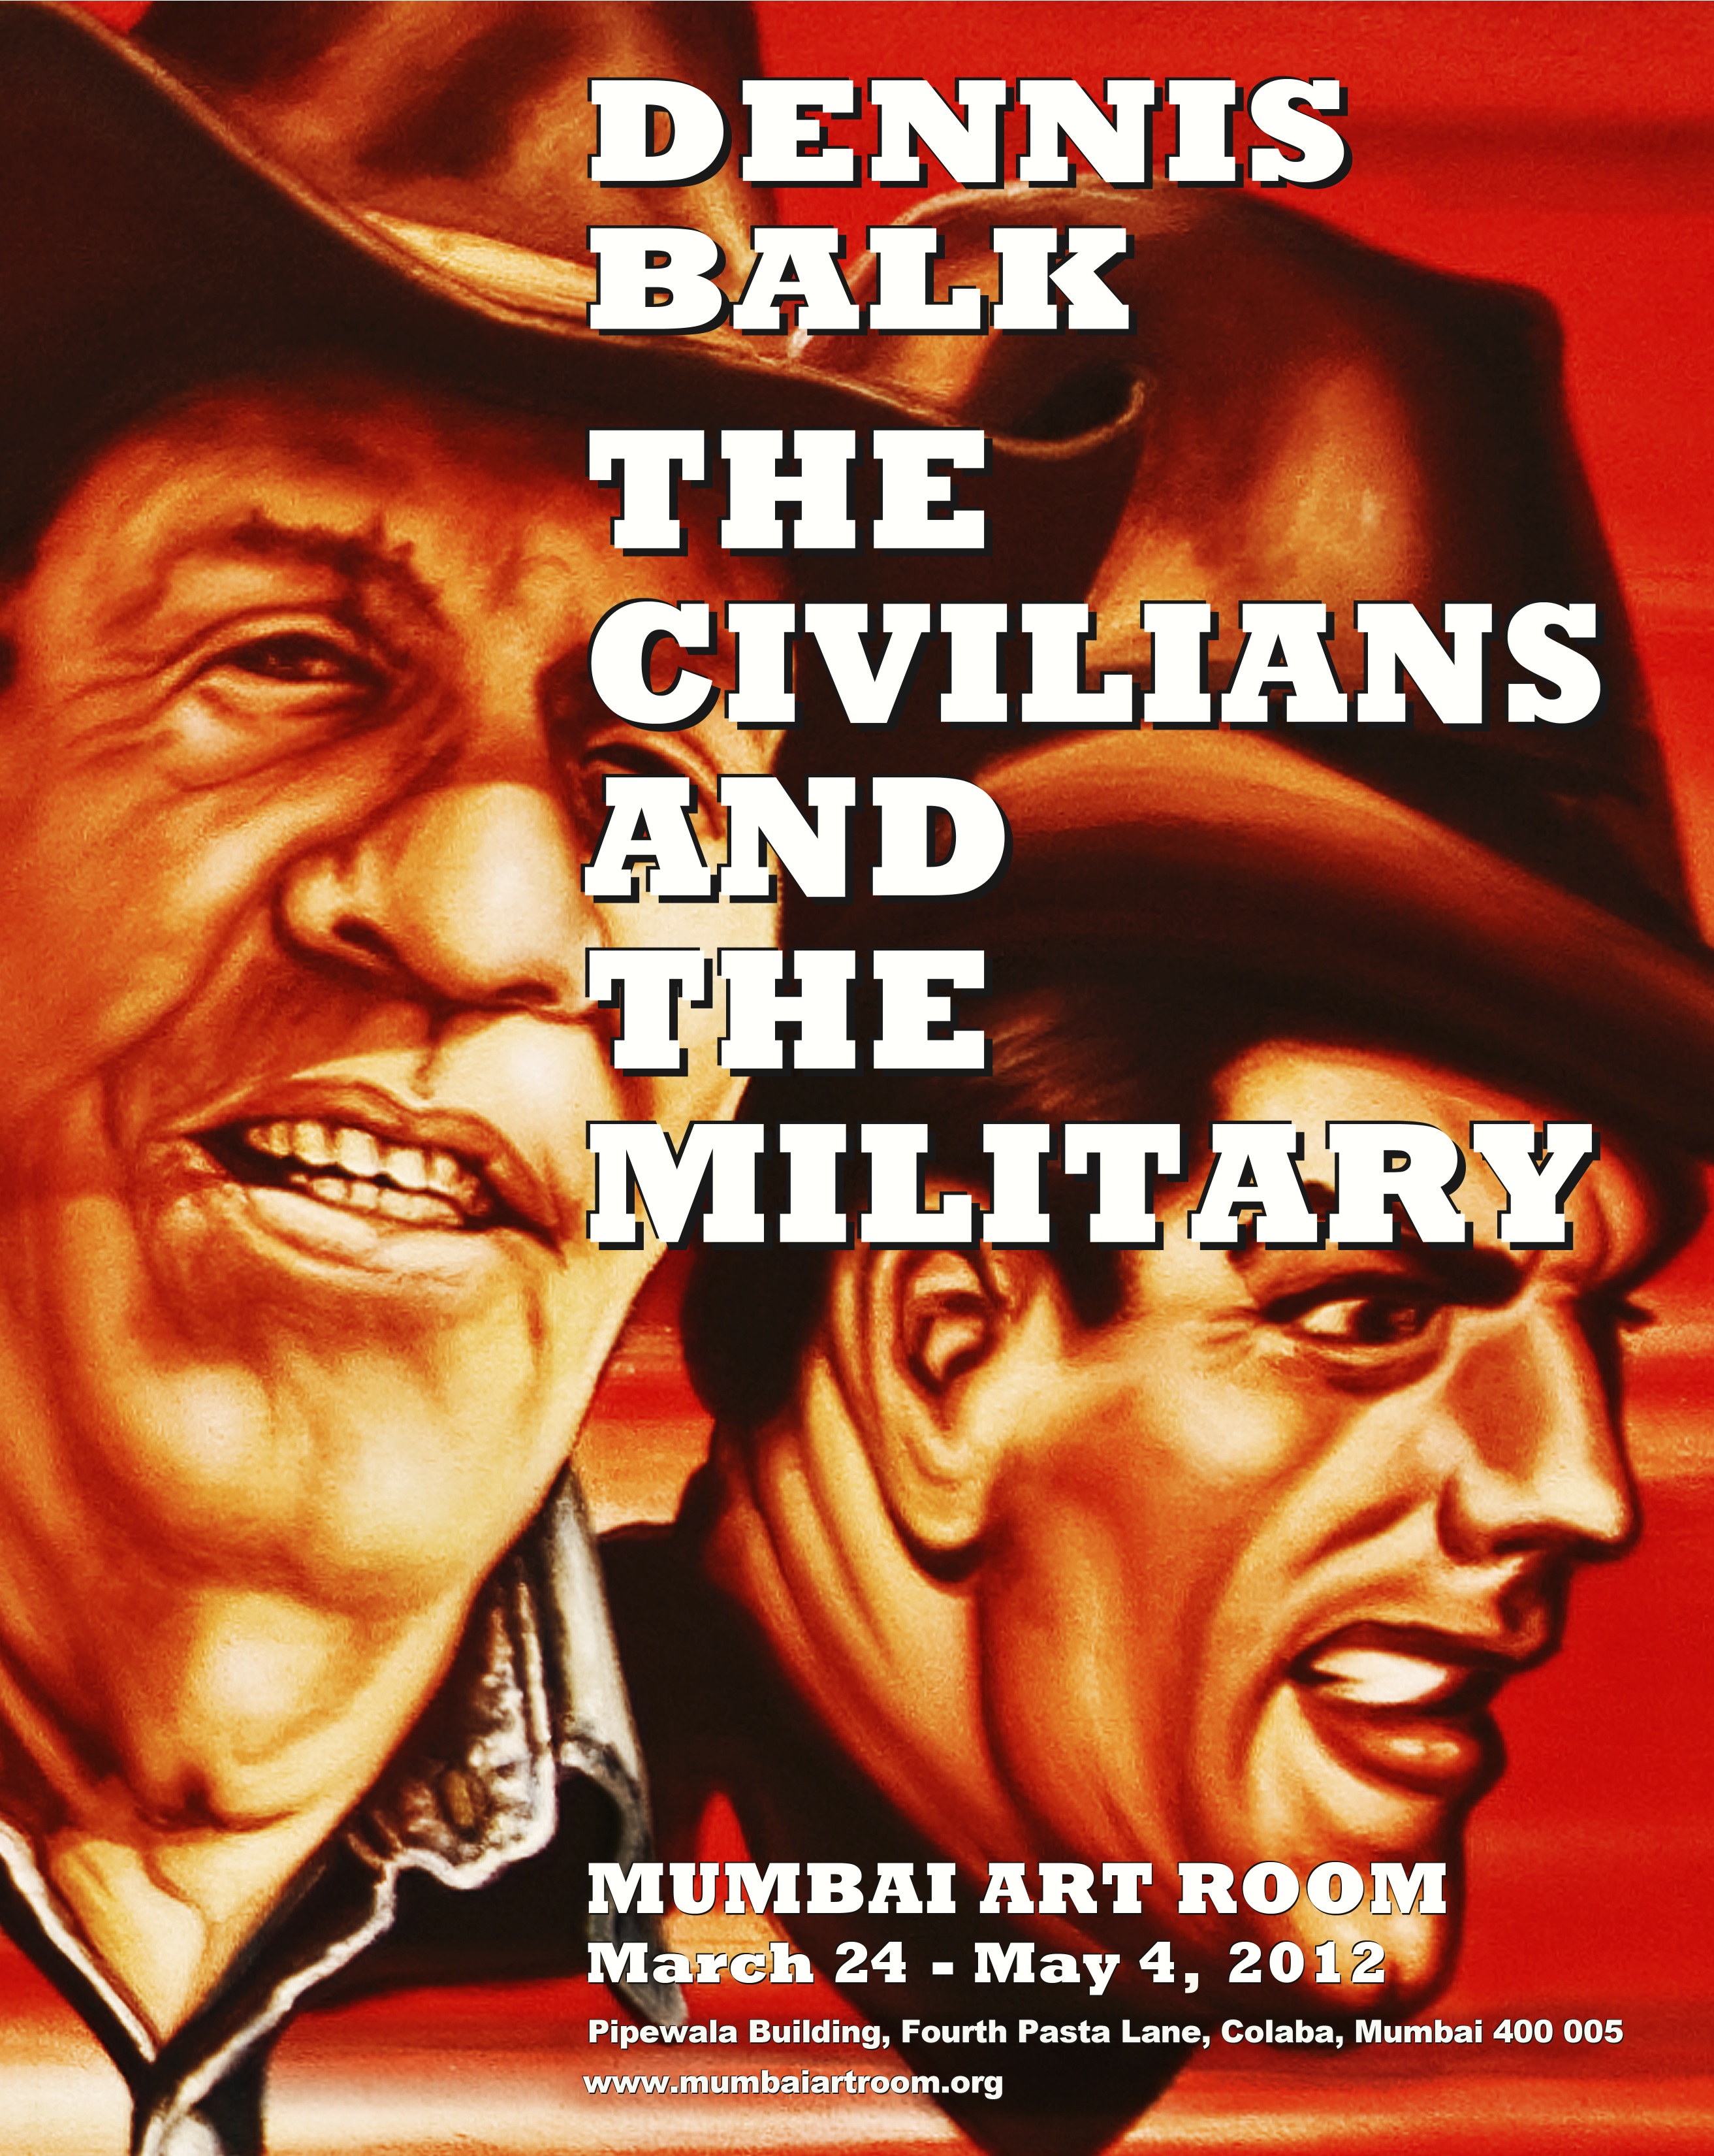 DENNIS
BALK
THE
CIVILIANS
AND
THE
MILITARY
MUMBAI ART ROOM
March 24 - May 4, 2012
Pipewala Building, Fourth Pasta Lane, Colaba, Mumbai 400 005
www.mumbaiartroom.org